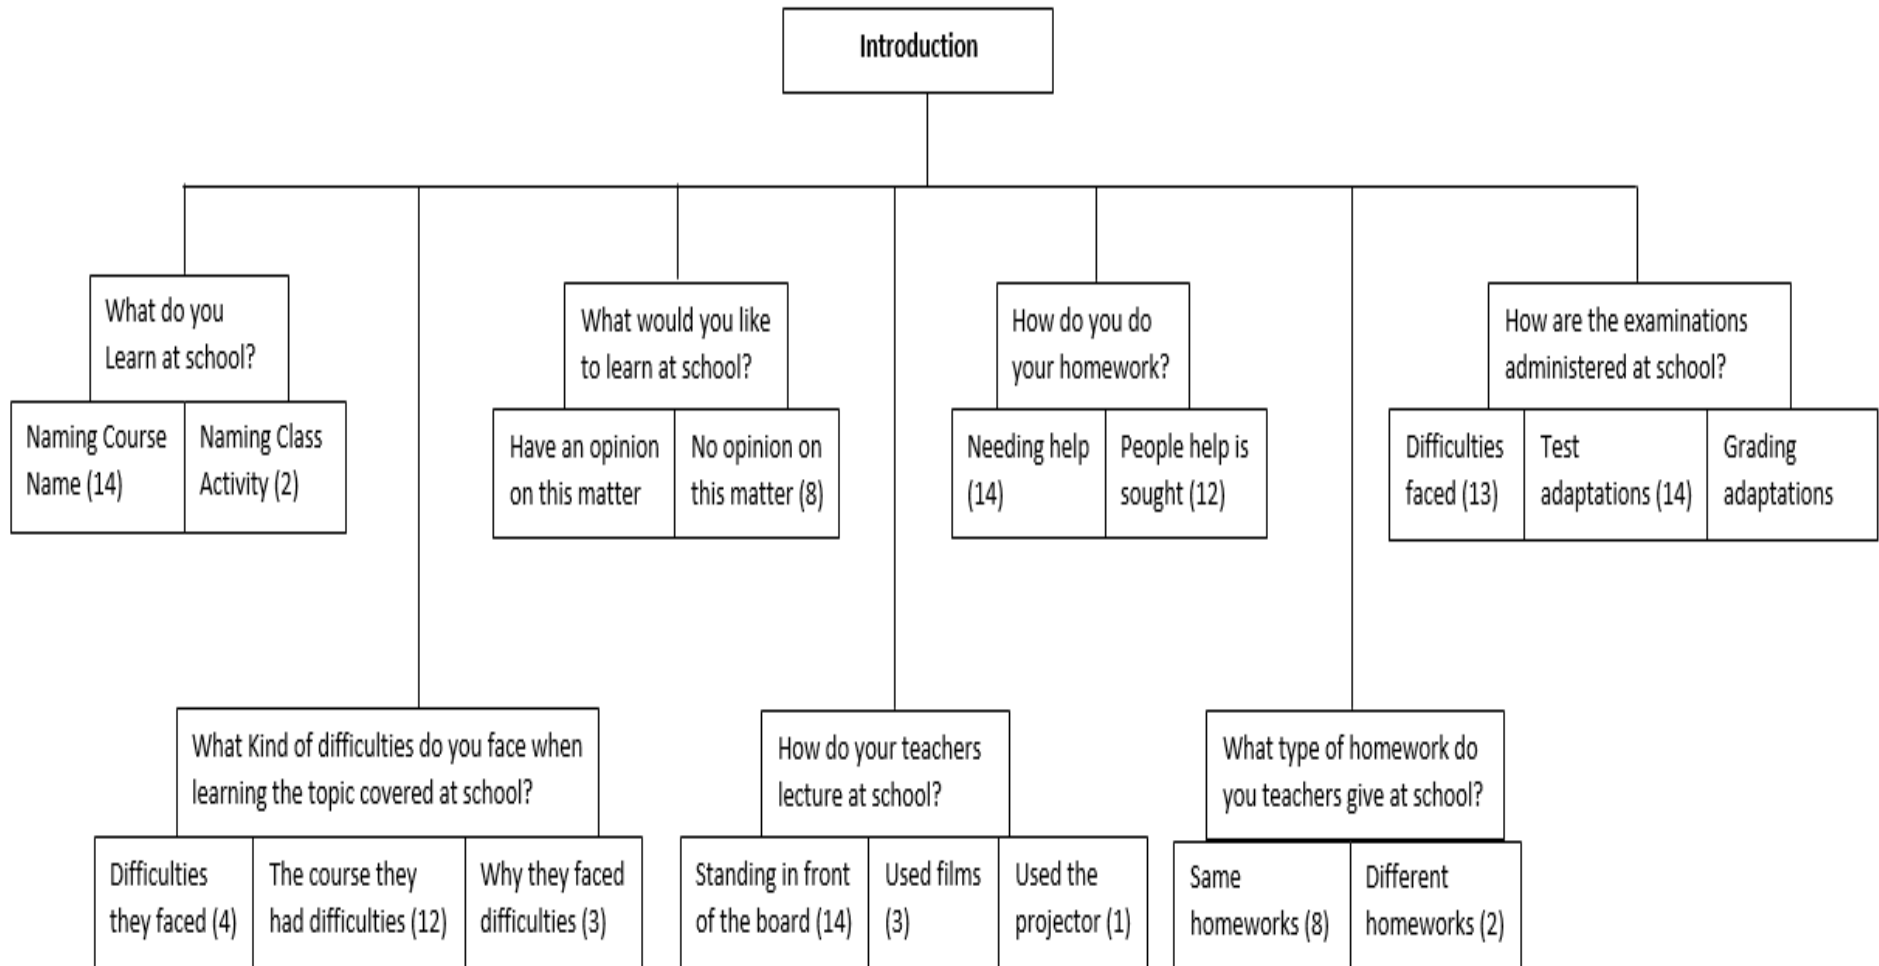 Introduction
What do you
Learn at school?
Naming Course
Name (14)
Naming Class
Activity (2)
What would you like
to learn at school?
Have an opinion
on this matter
No opinion on
this matter (8)
How do you do
your homework?
Needing help
(14)
People help is
sought (12)
How are the examinations
administered at school?
Difficulties
faced (13)
Test
adaptations (14)
Grading
adaptations
What Kind of difficulties do you face when
learning the topic covered at school?
Difficulties
they faced (4)
The course they
had difficulties (12)
Why they faced
difficulties (3)
How do your teachers
lecture at school?
Standing in front
of the board (14)
Used films
(3)
Used the
projector (1)
What type of homework do
you teachers give at school?
Same
homeworks (8)
Different
homeworks (2)